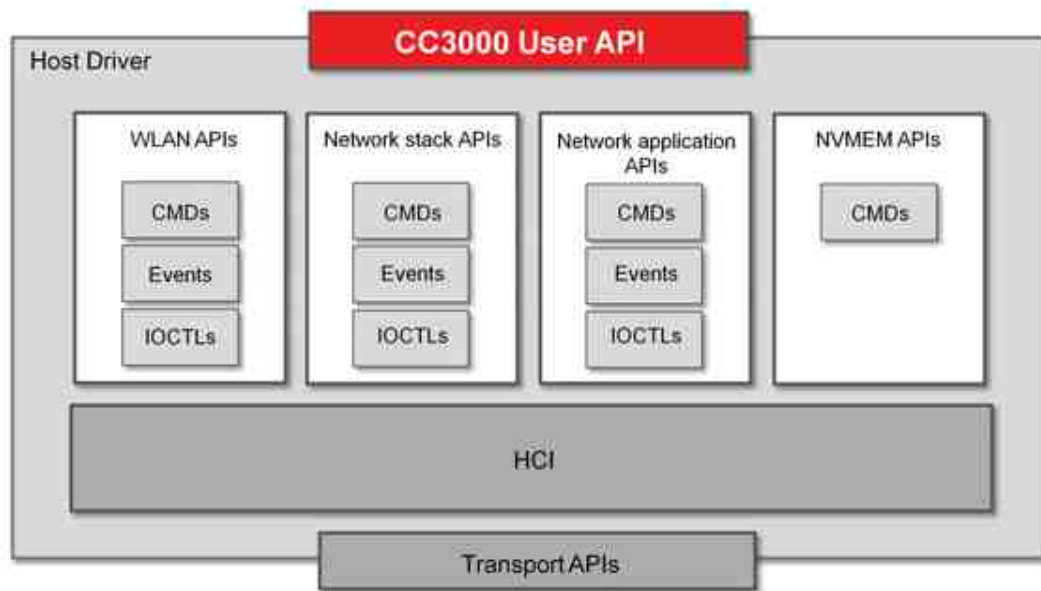 CC3000 User API
Host Driver
WLAN APIs
CMDs
Events
IOCTLs
Network stack APIs
CMDs
Events
IOCTLs
Network application
APIs
CMDs
Events
IOCTLs
NVMEM APIs
CMDs
HCI
Transport APIs